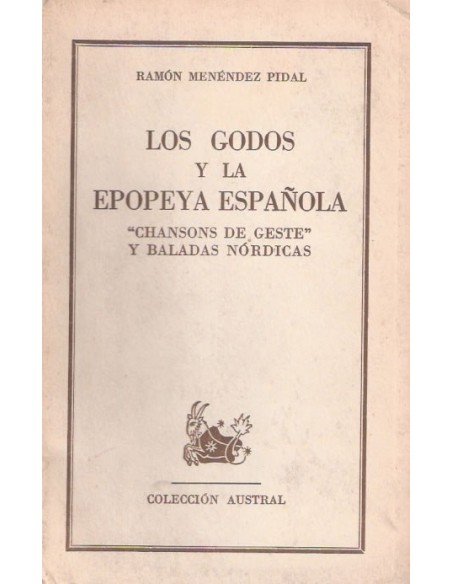 RAMÓN MENÉNDEZ PIDAL
LOS GODOS
Y LA
EPOPEYA ESPAÑOLA
"CHANSONS DE GESTE"
Y BALADAS NÓRDICAS
COLECCIÓN AUSTRAL